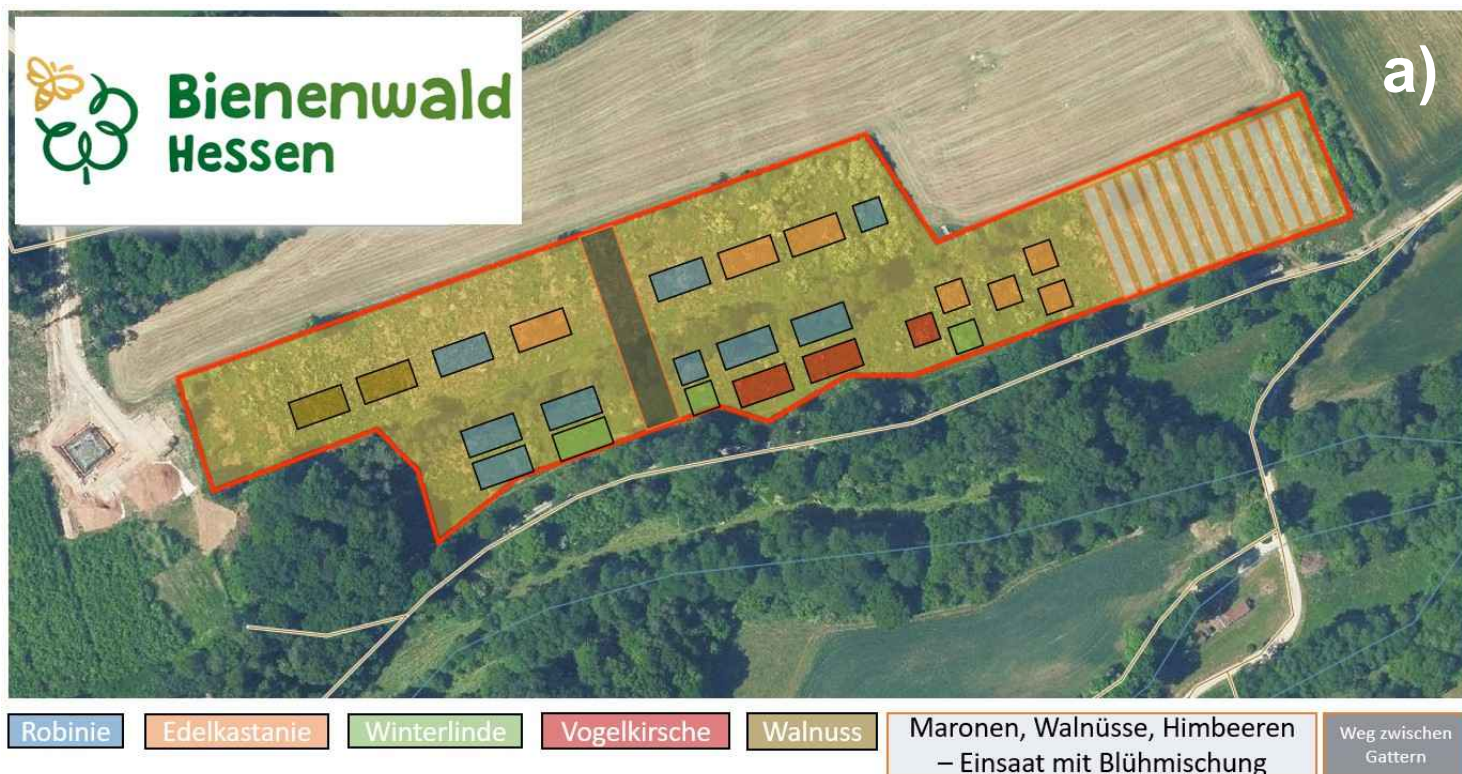 Bienenwald
Hessen
a)
Robinie
Edelkastanie
Winterlinde
Vogelkirsche
Walnuss
Maronen, Walnüsse, Himbeeren
– Einsaat mit Blühmischung
Weg zwischen
Gattern